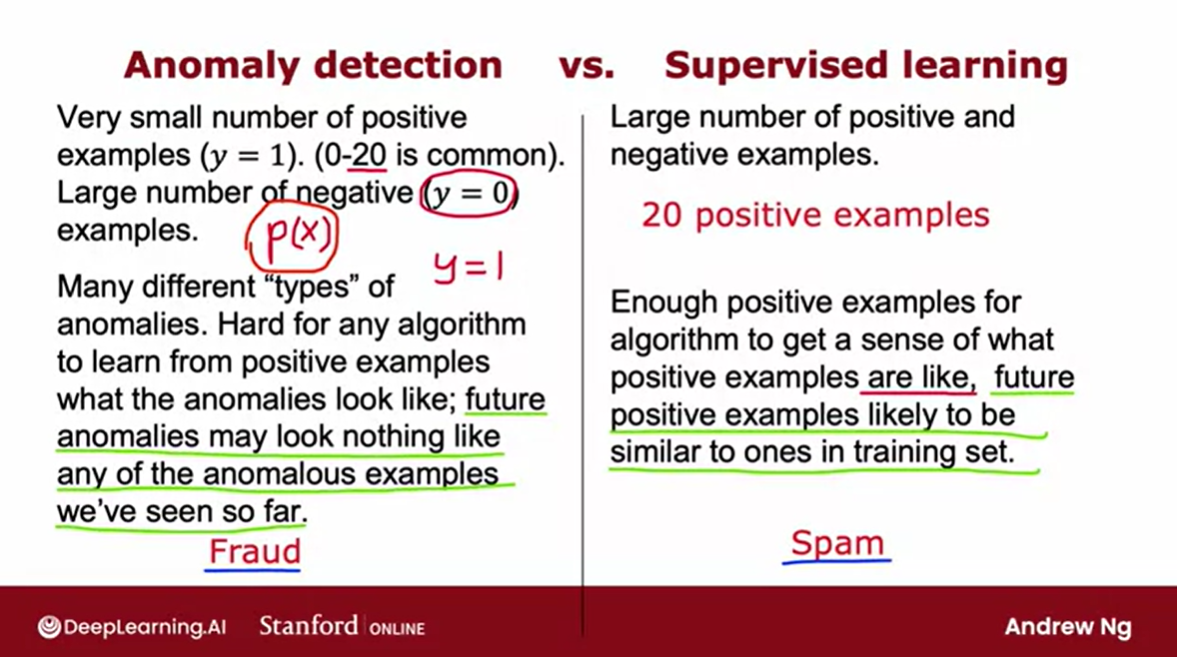 Anomaly detection vs. Supervised learning
Very small number of positive
examples (y = 1). (0-20 is common).
Large number of negative (y = 0)
examples.
p(x)
y=1
Many different “types” of
anomalies. Hard for any algorithm
to learn from positive examples
what the anomalies look like; future
anomalies may look nothing like
any of the anomalous examples
we’ve seen so far.
Fraud
Large number of positive and
negative examples.
20 positive examples
Enough positive examples for
algorithm to get a sense of what
positive examples are like, future
positive examples likely to be
similar to ones in training set.
Spam
DeepLearning.AI Stanford ONLINE Andrew Ng